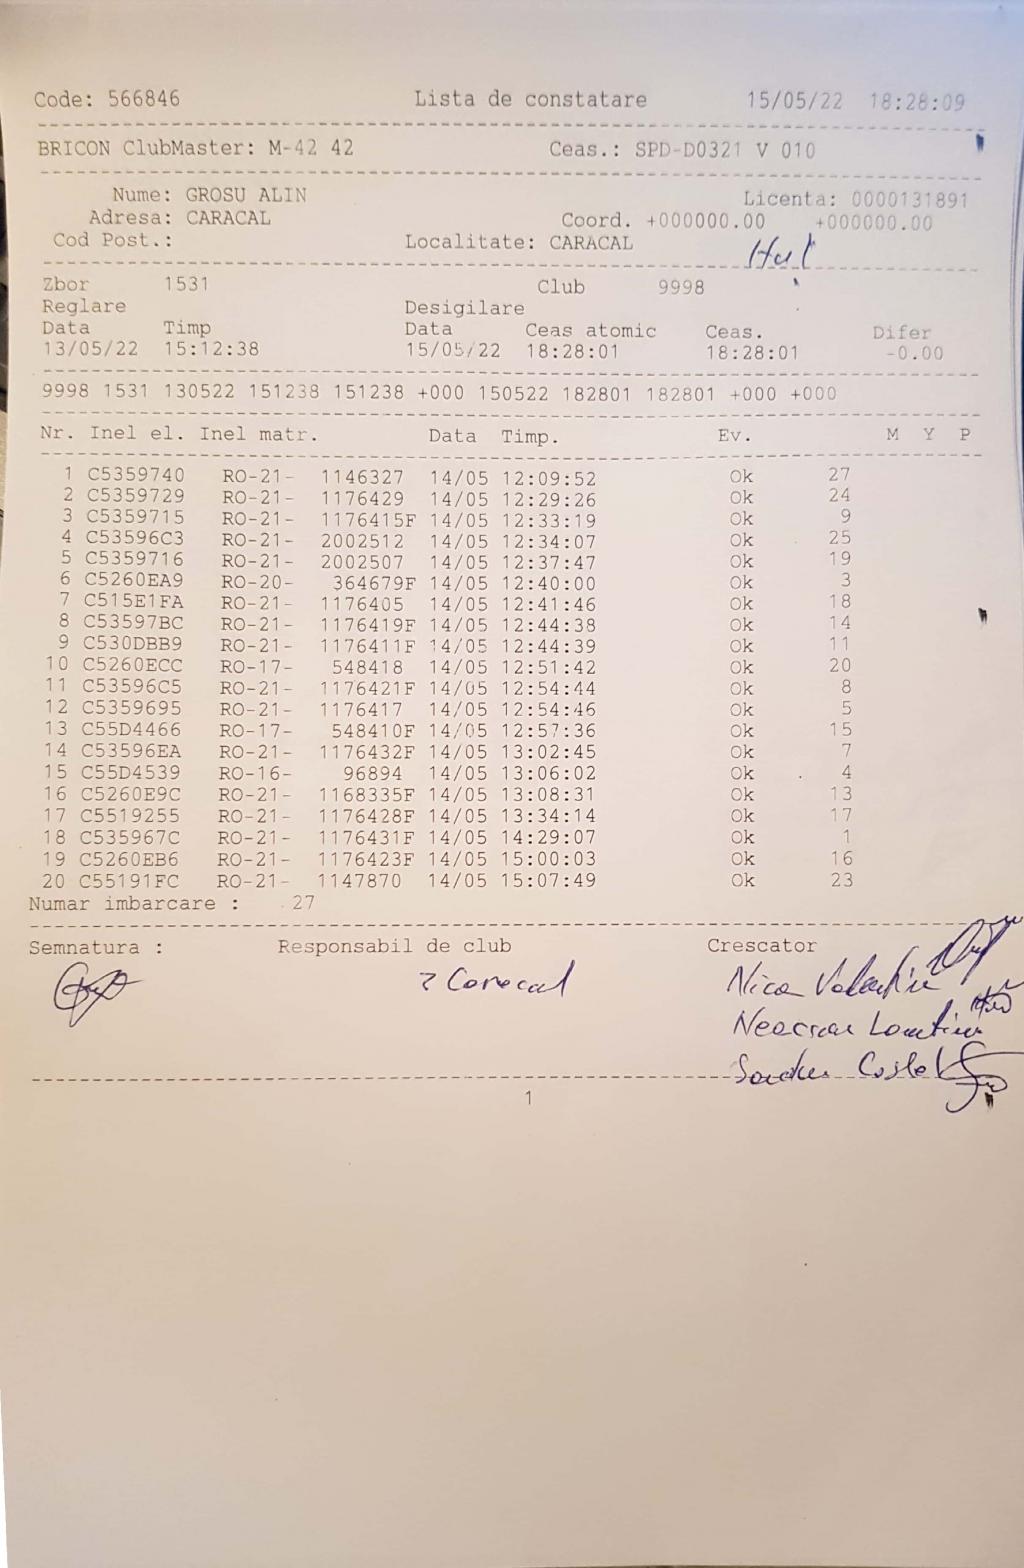 Code: 566846 Lista de constatare 15/05/22 18:28:09
BRICON ClubMaster: M-42 42 Ceas.: SPD-D0321 V 010
Nume: GROSU ALIN Licenta: 0000131891
Adresa: CARACAL Coord. +000000.00 +000000.00
Cod Post.: Localitate: CARACAL
Zbor 1531 Club 9998
Reglare Desigilare
Data Timp Data Ceas atomic Ceas. Difer
13/05/22 15:12:38 15/05/22 18:28:01 18:28:01 -0.00
9998 1531 130522 151238 151238 +000 150522 182801 182801 +000 +000
Nr. Inel el. Inel matr. Data Timp. Ev. M Y P
1 C5359740 RO-21- 1146327 14/05 12:09:52 Ok 27
2 C5359729 RO-21- 1176429 14/05 12:29:26 Ok 24
3 C5359715 RO-21- 1176415F 14/05 12:33:19 Ok 9
4 C53596C3 RO-21- 2002512 14/05 12:34:07 Ok 25
5 C5359716 RO-21- 2002507 14/05 12:37:47 Ok 19
6 C5260EA9 RO-20- 364679F 14/05 12:40:00 Ok 3
7 C515E1FA RO-21- 1176405 14/05 12:41:46 Ok 18
8 C53597BC RO-21- 1176419F 14/05 12:44:38 Ok 14
9 C530DBB9 RO-21- 1176411F 14/05 12:44:39 Ok 11
10 C5260ECC RO-17- 548418 14/05 12:51:42 Ok 20
11 C53596C5 RO-21- 1176421F 14/05 12:54:44 Ok 8
12 C5359695 RO-21- 1176417 14/05 12:54:46 Ok 5
13 C55D4466 RO-17- 548410F 14/05 12:57:36 Ok 15
14 C53596EA RO-21- 1176432F 14/05 13:02:45 Ok 7
15 C55D4539 RO-16- 96894 14/05 13:06:02 Ok 4
16 C5260E9C RO-21- 1168335F 14/05 13:08:31 Ok 13
17 C5519255 RO-21- 1176428F 14/05 13:34:14 Ok 17
18 C535967C RO-21- 1176431F 14/05 14:29:07 Ok 1
19 C5260EB6 RO-21- 1176423F 14/05 15:00:03 Ok 16
20 C55191FC RO-21- 1147870 14/05 15:07:49 Ok 23
Numar imbarcare : 27
Semnatura : Responsabil de club Crescator
Nica Valentin
1